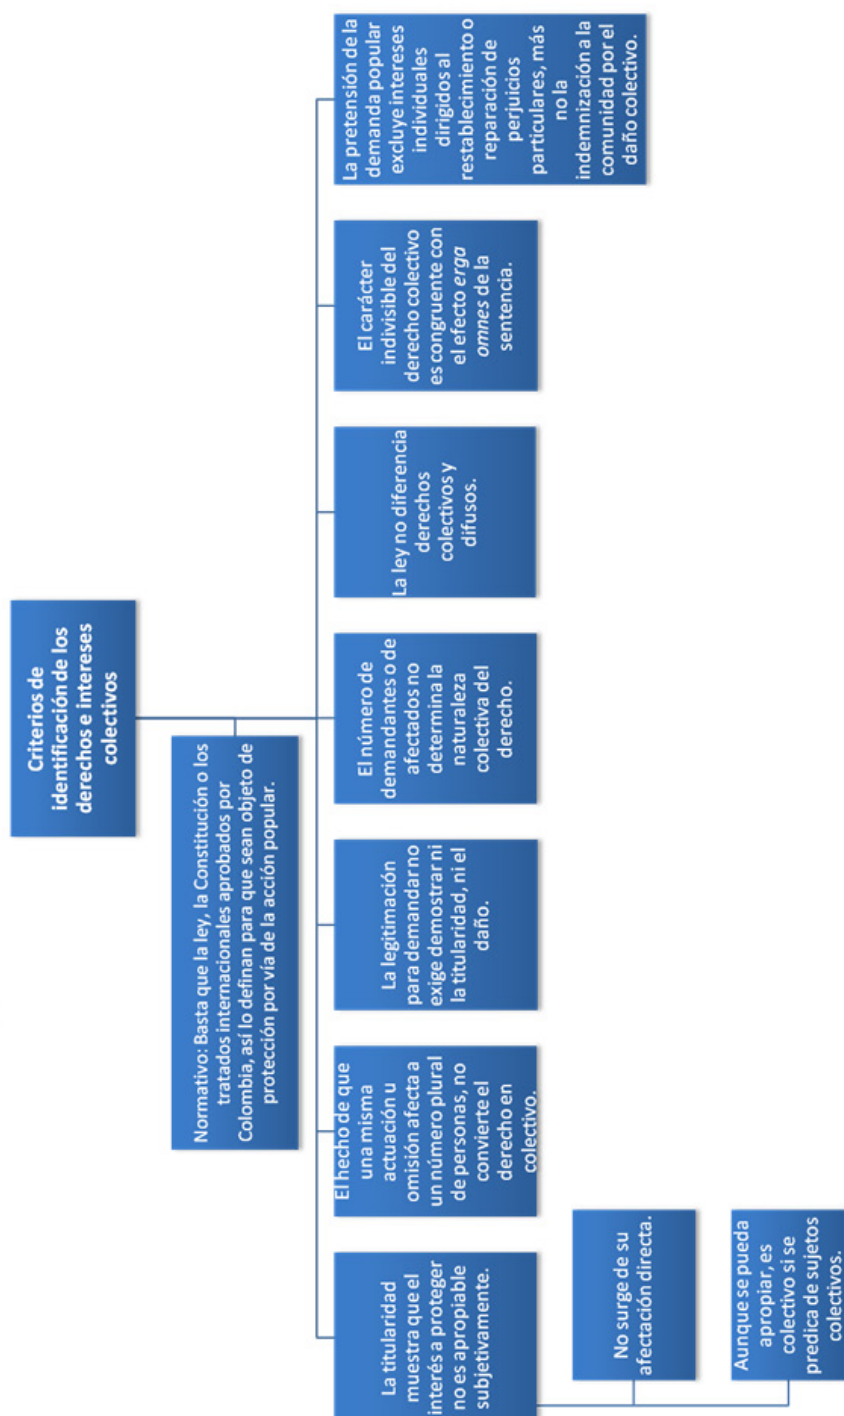 Criterios de
identificación de los
derechos e intereses
colectivos
Normativo: Basta que la ley, la Constitución o los
tratados internacionales aprobados por
Colombia, así lo definan para que sean objeto de
protección por vía de la acción popular.
La titularidad
muestra que el
interés a proteger
no es apropiable
subjetivamente.
No surge de su
afectación directa.
Aunque se pueda
apropiar, es
colectivo si se
predica de sujetos
colectivos.
El hecho de que
una misma
actuación u
omisión afecta a
un número plural
de personas, no
convierte el
derecho en
colectivo.
La legitimación
para demandar no
exige demostrar ni
la titularidad, ni el
daño.
El número de
demandantes o de
afectados no
determina la
naturaleza
colectiva del
derecho.
La ley no diferencia
derechos
colectivos y
difusos.
El carácter
indivisible del
derecho colectivo
es congruente con
el efecto erga
omnes de la
sentencia.
La pretensión de la
demanda popular
excluye intereses
individuales
dirigidos al
restablecimiento o
reparación de
perjuicios
particulares, más
no la
indemnización a la
comunidad por el
daño colectivo.